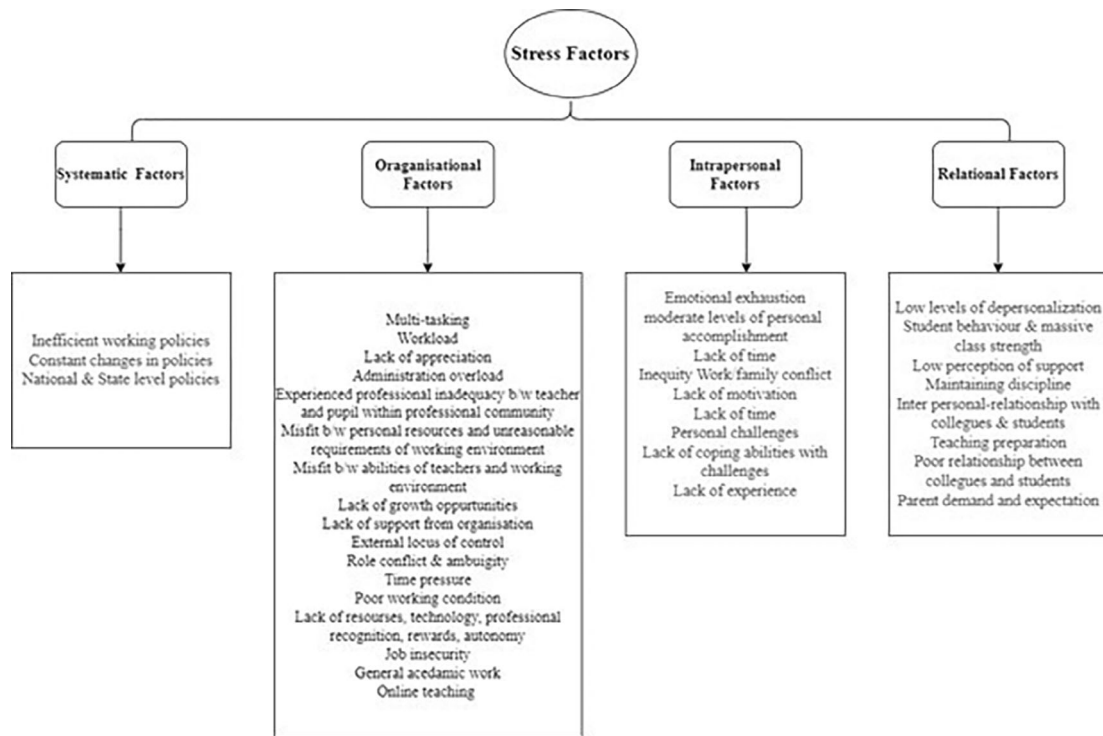 Stress Factors
Systematic Factors
Oraganisational
Factors
Intrapersonal
Factors
Relational Factors
Inefficient working policies
Constant changes in policies
National & State level policies
Multi-tasking
Workload
Lack of appreciation
Administration overload
Experienced professional inadequacy b/w teacher
and pupil within professional community
Misfit b/w personal resources and unreasonable
requirements of working environment
Misfit b/w abilities of teachers and working
environment
Lack of growth oppurtunities
Lack of support from organisation
External locus of control
Role conflict & ambuigity
Time pressure
Poor working condition
Lack of resourses, technology, professional
recognition, rewards, autonomy
Job insecurity
General acedamic work
Online teaching
Emotional exhaustion
moderate levels of personal
accomplishment
Lack of time
Inequity Work/family conflict
Lack of motivation
Lack of time
Personal challenges
Lack of coping abilities with
challenges
Lack of experience
Low levels of depersonalization
Student behaviour & massive
class strength
Low perception of support
Maintaining discipline
Inter personal-relationship with
collegues & students
Teaching preparation
Poor relationship between
collegues and students
Parent demand and expectation